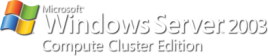 Microsoft®
Windows Server 2003
Compute Cluster Edition